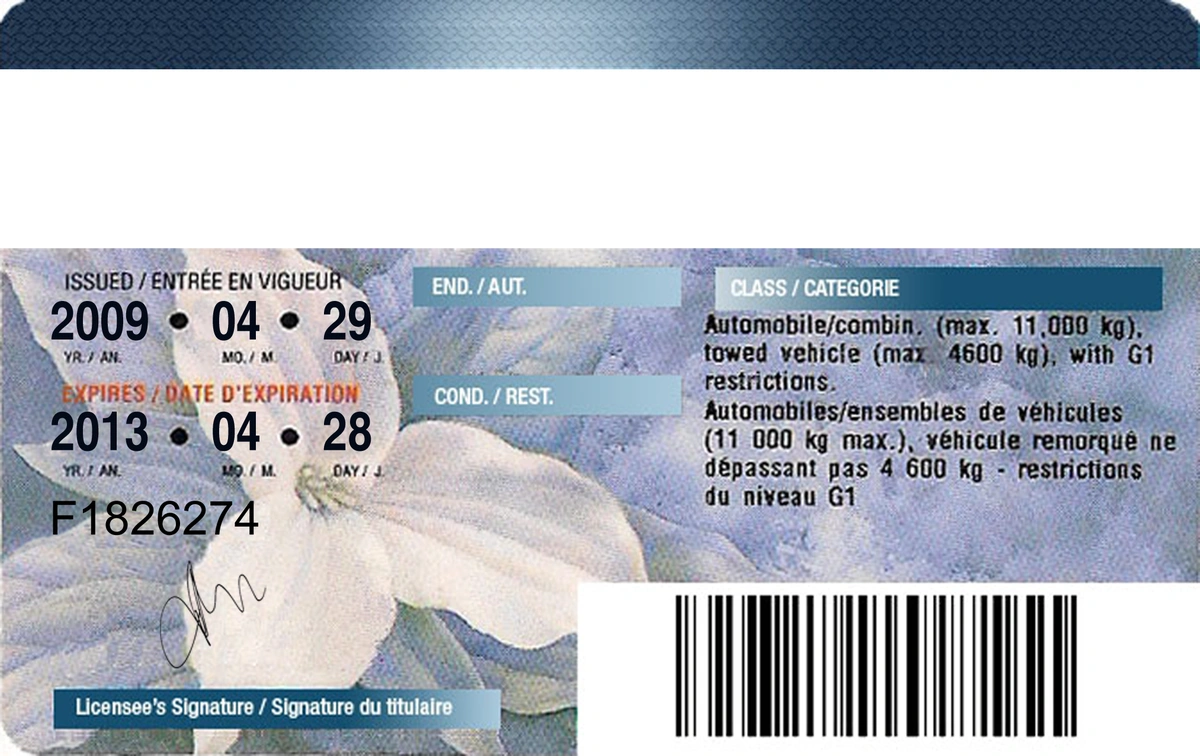 ISSUED / ENTRÉE EN VIGUEUR
2009 • 04 • 29
YR. / AN. MO. / M. DAY / J.
EXPIRES / DATE D'EXPIRATION
2013 • 04 • 28
YR. / AN. MO. / M. DAY / J.
F1826274
Licensee's Signature / Signature du titulaire
END. / AUT.
COND. / REST.
CLASS / CATEGORIE
Automobile/combin. (max. 11,000 kg),
towed vehicle (max 4600 kg), with G1
restrictions.
Automobiles/ensembles de véhicules
(11 000 kg max.), véhicule remorqué ne
dépassant pas 4 600 kg - restrictions
du niveau G1